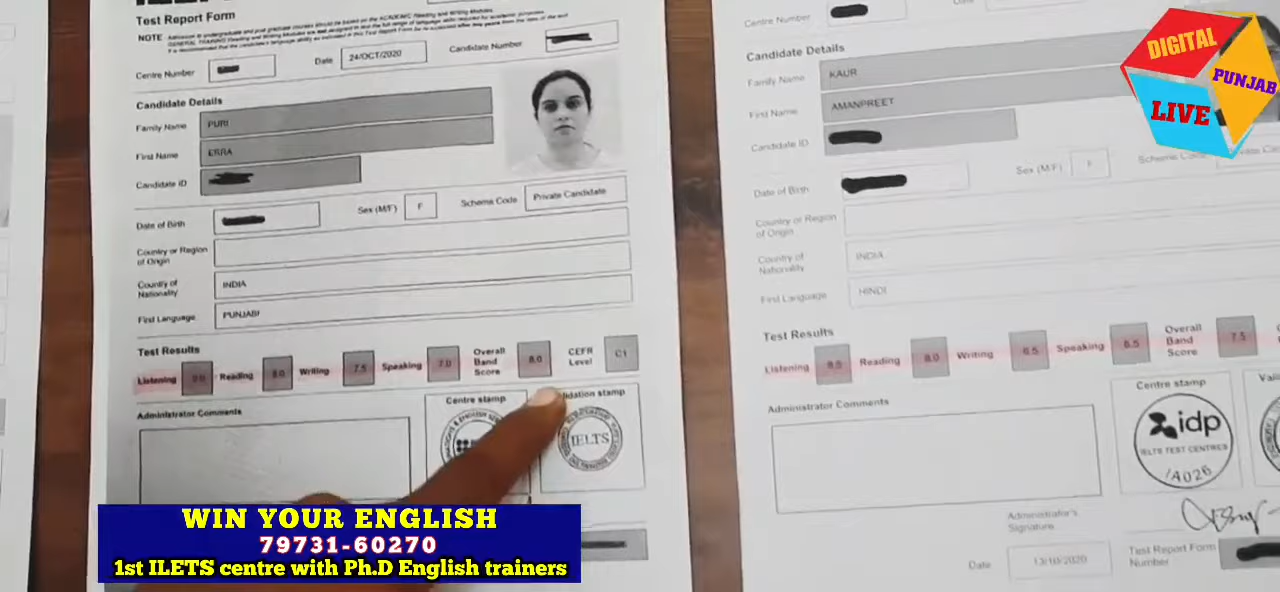 Test Report Form
NOTE
Centre Number
Date 24/OCT/2020
Candidate Number
Candidate Details
Family Name PURI
First Name ERRA
Candidate ID
Date of Birth
Sex (M/F) F
Scheme Code Private Candidate
Country or Region of Origin
Country of Nationality INDIA
First Language PUNJABI
Test Results
Listening Reading 8.0 Writing 7.5 Speaking 7.0 Overall Band Score 8.0 CEFR Level C1
Administrator Comments
Centre stamp
lidation stamp
IELTS
Centre Number
Candidate Details
Family Name KAUR
First Name AMANPREET
Candidate ID
Date of Birth
Sex (M/F) F
Scheme Code
Country or Region of Origin
Country of Nationality INDIA
First Language HINDI
Test Results
Listening Reading 8.0 Writing 6.5 Speaking 6.5 Overall Band Score 7.5
Administrator Comments
Centre stamp
idp
IELTS TEST CENTRES
IA026
Administrator's Signature
Date 13/10/2020
Test Report Form Number
DIGITAL
PUNJAB
LIVE
WIN YOUR ENGLISH
79731-60270
1st ILETS centre with Ph.D English trainers